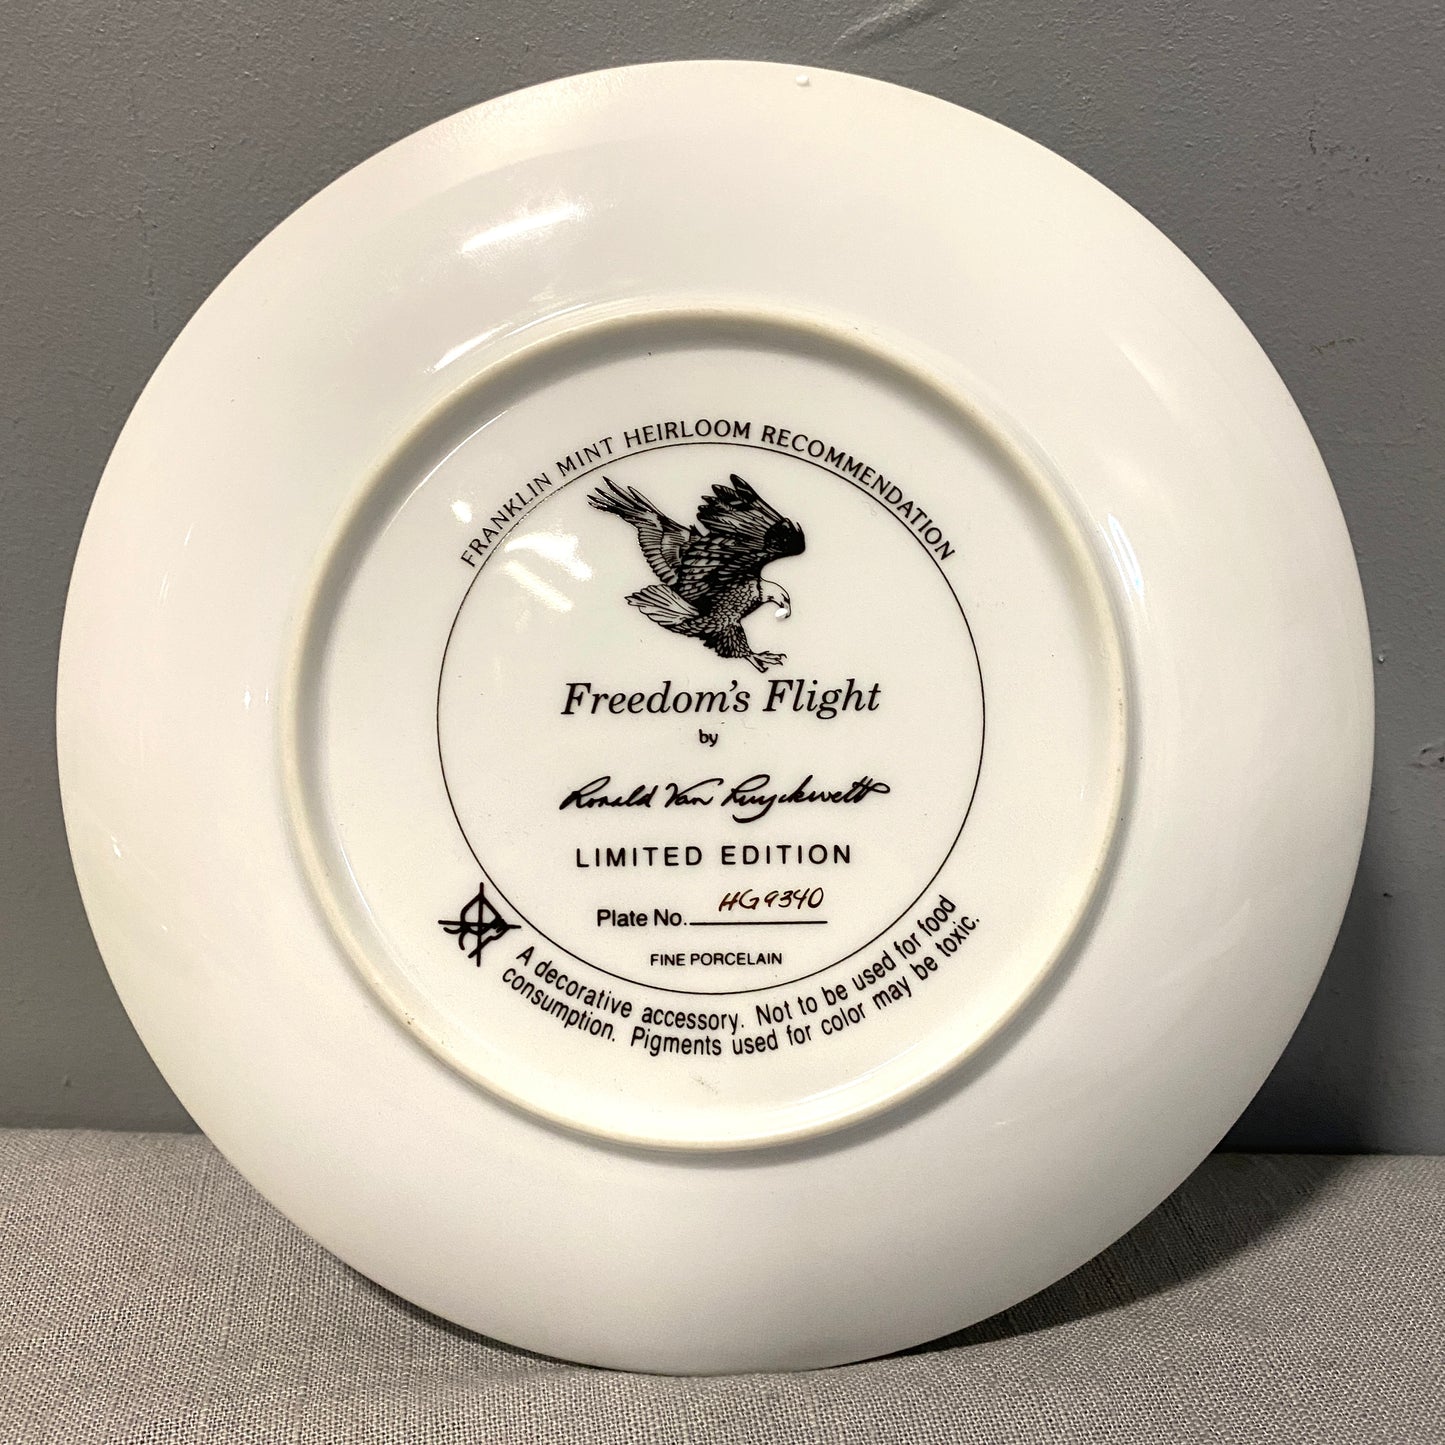 FRANKLIN MINT HEIRLOOM RECOMMENDATION
Freedom's Flight
by
Ronald Van Ruyckevelt
LIMITED EDITION
Plate No. HG9340
FINE PORCELAIN
A decorative accessory. Not to be used for food
consumption. Pigments used for color may be toxic.